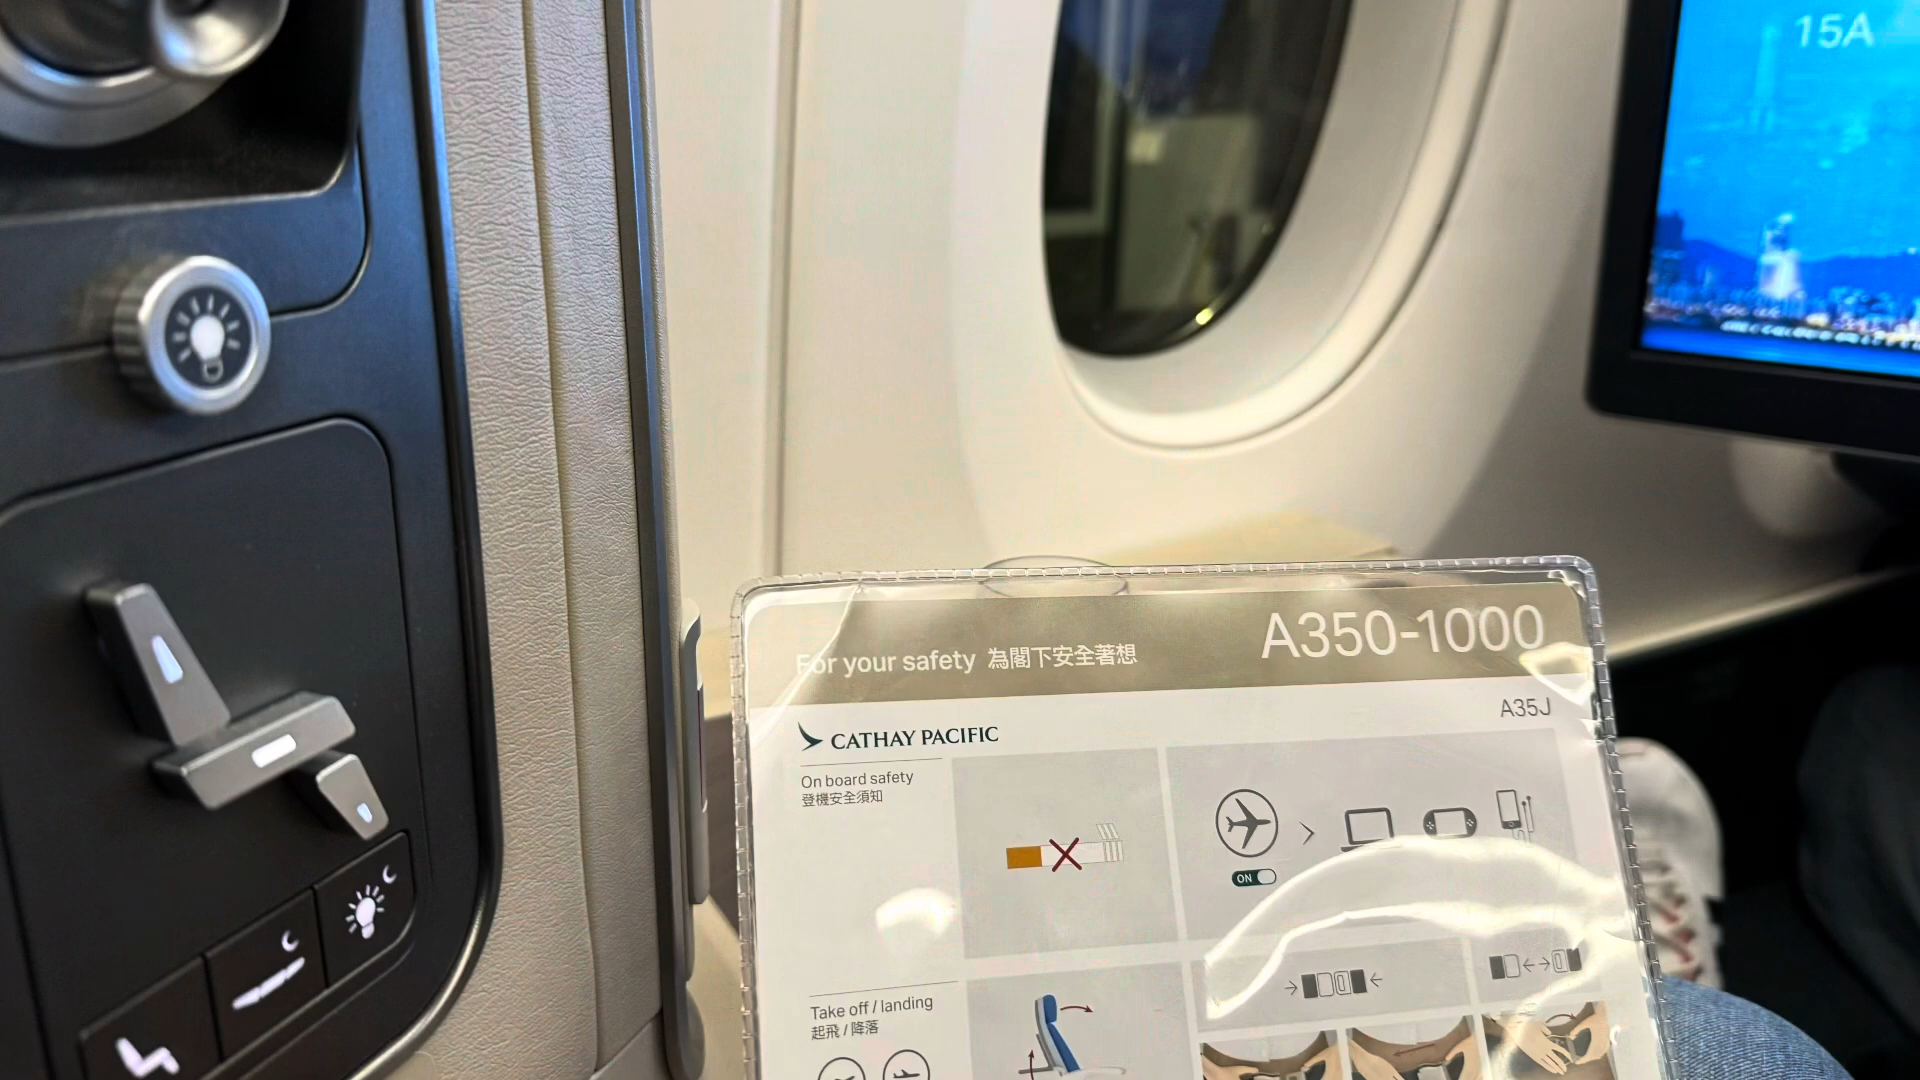 15A
For your safety 為閣下安全著想
A350-1000
A35J
CATHAY PACIFIC
On board safety
登機安全須知
ON
Take off / landing
起飛 / 降落